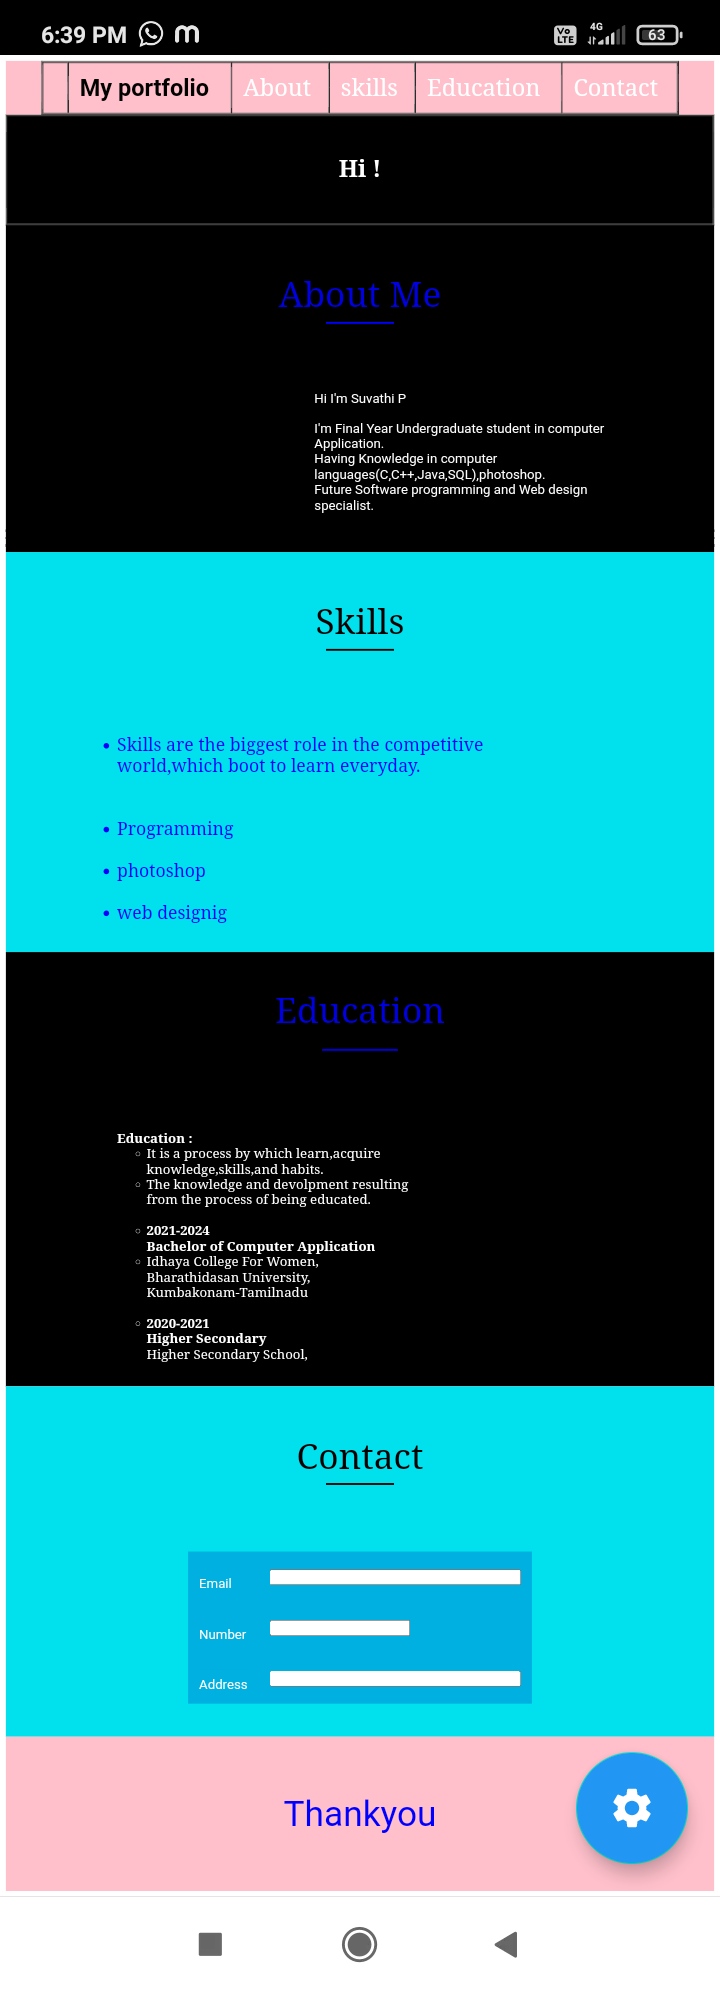 6:39 PM
Vo LTE 4G 63
My portfolio About skills Education Contact
Hi !
About Me
Hi I'm Suvathi P
I'm Final Year Undergraduate student in computer
Application.
Having Knowledge in computer
languages(C,C++,Java,SQL),photoshop.
Future Software programming and Web design
specialist.
Skills
• Skills are the biggest role in the competitive
world,which boot to learn everyday.
• Programming
• photoshop
• web designig
Education
Education :
◦ It is a process by which learn,acquire
knowledge,skills,and habits.
◦ The knowledge and devolpment resulting
from the process of being educated.
◦ 2021-2024
Bachelor of Computer Application
◦ Idhaya College For Women,
Bharathidasan University,
Kumbakonam-Tamilnadu
◦ 2020-2021
Higher Secondary
Higher Secondary School,
Contact
Email
Number
Address
Thankyou